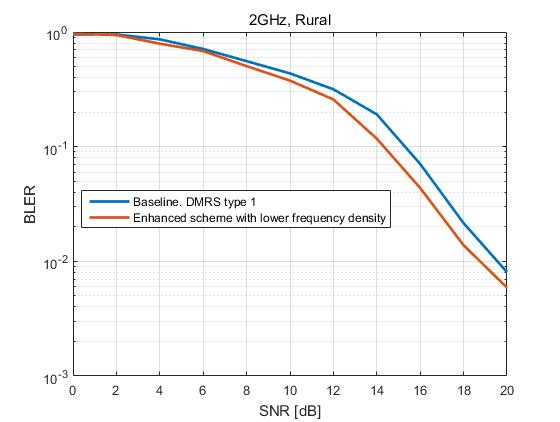 2GHz, Rural
10^0
10^-1
10^-2
10^-3
BLER
Baseline. DMRS type 1
Enhanced scheme with lower frequency density
0 2 4 6 8 10 12 14 16 18 20
SNR [dB]